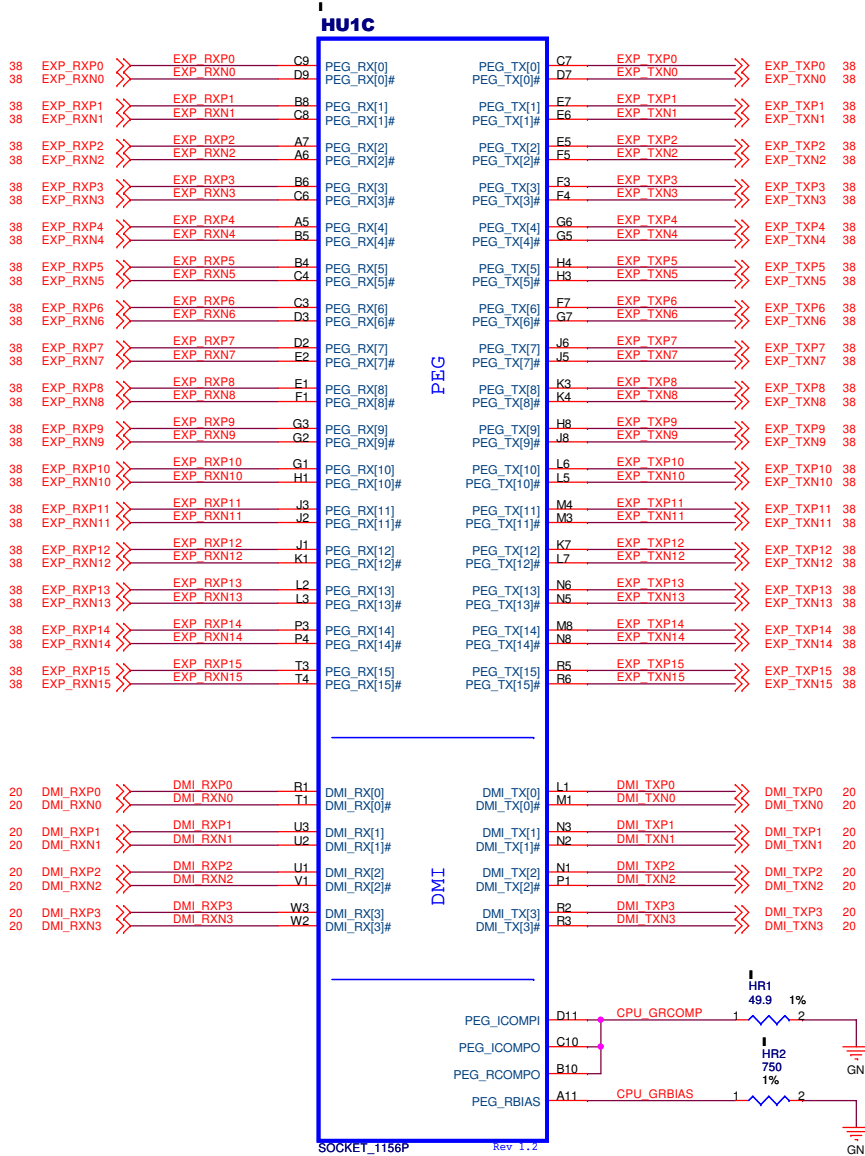 HU1C
38 EXP_RXP0 EXP_RXP0 C9 PEG_RX[0] PEG_TX[0] C7 EXP_TXP0 EXP_TXP0 38
38 EXP_RXN0 EXP_RXN0 D9 PEG_RX[0]# PEG_TX[0]# D7 EXP_TXN0 EXP_TXN0 38
38 EXP_RXP1 EXP_RXP1 B8 PEG_RX[1] PEG_TX[1] E7 EXP_TXP1 EXP_TXP1 38
38 EXP_RXN1 EXP_RXN1 C8 PEG_RX[1]# PEG_TX[1]# E6 EXP_TXN1 EXP_TXN1 38
38 EXP_RXP2 EXP_RXP2 A7 PEG_RX[2] PEG_TX[2] E5 EXP_TXP2 EXP_TXP2 38
38 EXP_RXN2 EXP_RXN2 A6 PEG_RX[2]# PEG_TX[2]# F5 EXP_TXN2 EXP_TXN2 38
38 EXP_RXP3 EXP_RXP3 B6 PEG_RX[3] PEG_TX[3] F3 EXP_TXP3 EXP_TXP3 38
38 EXP_RXN3 EXP_RXN3 C6 PEG_RX[3]# PEG_TX[3]# F4 EXP_TXN3 EXP_TXN3 38
38 EXP_RXP4 EXP_RXP4 A5 PEG_RX[4] PEG_TX[4] G6 EXP_TXP4 EXP_TXP4 38
38 EXP_RXN4 EXP_RXN4 B5 PEG_RX[4]# PEG_TX[4]# G5 EXP_TXN4 EXP_TXN4 38
38 EXP_RXP5 EXP_RXP5 B4 PEG_RX[5] PEG_TX[5] H4 EXP_TXP5 EXP_TXP5 38
38 EXP_RXN5 EXP_RXN5 C4 PEG_RX[5]# PEG_TX[5]# H3 EXP_TXN5 EXP_TXN5 38
38 EXP_RXP6 EXP_RXP6 C3 PEG_RX[6] PEG_TX[6] F7 EXP_TXP6 EXP_TXP6 38
38 EXP_RXN6 EXP_RXN6 D3 PEG_RX[6]# PEG_TX[6]# G7 EXP_TXN6 EXP_TXN6 38
38 EXP_RXP7 EXP_RXP7 D2 PEG_RX[7] PEG_TX[7] J6 EXP_TXP7 EXP_TXP7 38
38 EXP_RXN7 EXP_RXN7 E2 PEG_RX[7]# PEG_TX[7]# J5 EXP_TXN7 EXP_TXN7 38
PEG
38 EXP_RXP8 EXP_RXP8 E1 PEG_RX[8] PEG_TX[8] K3 EXP_TXP8 EXP_TXP8 38
38 EXP_RXN8 EXP_RXN8 F1 PEG_RX[8]# PEG_TX[8]# K4 EXP_TXN8 EXP_TXN8 38
38 EXP_RXP9 EXP_RXP9 G3 PEG_RX[9] PEG_TX[9] H8 EXP_TXP9 EXP_TXP9 38
38 EXP_RXN9 EXP_RXN9 G2 PEG_RX[9]# PEG_TX[9]# J8 EXP_TXN9 EXP_TXN9 38
38 EXP_RXP10 EXP_RXP10 G1 PEG_RX[10] PEG_TX[10] L6 EXP_TXP10 EXP_TXP10 38
38 EXP_RXN10 EXP_RXN10 H1 PEG_RX[10]# PEG_TX[10]# L5 EXP_TXN10 EXP_TXN10 38
38 EXP_RXP11 EXP_RXP11 J3 PEG_RX[11] PEG_TX[11] M4 EXP_TXP11 EXP_TXP11 38
38 EXP_RXN11 EXP_RXN11 J2 PEG_RX[11]# PEG_TX[11]# M3 EXP_TXN11 EXP_TXN11 38
38 EXP_RXP12 EXP_RXP12 J1 PEG_RX[12] PEG_TX[12] K7 EXP_TXP12 EXP_TXP12 38
38 EXP_RXN12 EXP_RXN12 K1 PEG_RX[12]# PEG_TX[12]# L7 EXP_TXN12 EXP_TXN12 38
38 EXP_RXP13 EXP_RXP13 L2 PEG_RX[13] PEG_TX[13] N6 EXP_TXP13 EXP_TXP13 38
38 EXP_RXN13 EXP_RXN13 L3 PEG_RX[13]# PEG_TX[13]# N5 EXP_TXN13 EXP_TXN13 38
38 EXP_RXP14 EXP_RXP14 P3 PEG_RX[14] PEG_TX[14] M8 EXP_TXP14 EXP_TXP14 38
38 EXP_RXN14 EXP_RXN14 P4 PEG_RX[14]# PEG_TX[14]# N8 EXP_TXN14 EXP_TXN14 38
38 EXP_RXP15 EXP_RXP15 T3 PEG_RX[15] PEG_TX[15] R5 EXP_TXP15 EXP_TXP15 38
38 EXP_RXN15 EXP_RXN15 T4 PEG_RX[15]# PEG_TX[15]# R6 EXP_TXN15 EXP_TXN15 38
20 DMI_RXP0 DMI_RXP0 R1 DMI_RX[0] DMI_TX[0] L1 DMI_TXP0 DMI_TXP0 20
20 DMI_RXN0 DMI_RXN0 T1 DMI_RX[0]# DMI_TX[0]# M1 DMI_TXN0 DMI_TXN0 20
20 DMI_RXP1 DMI_RXP1 U3 DMI_RX[1] DMI_TX[1] N3 DMI_TXP1 DMI_TXP1 20
20 DMI_RXN1 DMI_RXN1 U2 DMI_RX[1]# DMI_TX[1]# N2 DMI_TXN1 DMI_TXN1 20
DMI
20 DMI_RXP2 DMI_RXP2 U1 DMI_RX[2] DMI_TX[2] N1 DMI_TXP2 DMI_TXP2 20
20 DMI_RXN2 DMI_RXN2 V1 DMI_RX[2]# DMI_TX[2]# P1 DMI_TXN2 DMI_TXN2 20
20 DMI_RXP3 DMI_RXP3 W3 DMI_RX[3] DMI_TX[3] R2 DMI_TXP3 DMI_TXP3 20
20 DMI_RXN3 DMI_RXN3 W2 DMI_RX[3]# DMI_TX[3]# R3 DMI_TXN3 DMI_TXN3 20
HR1
49.9 1%
PEG_ICOMPI D11 CPU_GRCOMP 1 2
PEG_ICOMPO C10
HR2
750
1%
GN
PEG_RCOMPO B10
PEG_RBIAS A11 CPU_GRBIAS 1 2
GN
SOCKET_1156P Rev 1.2